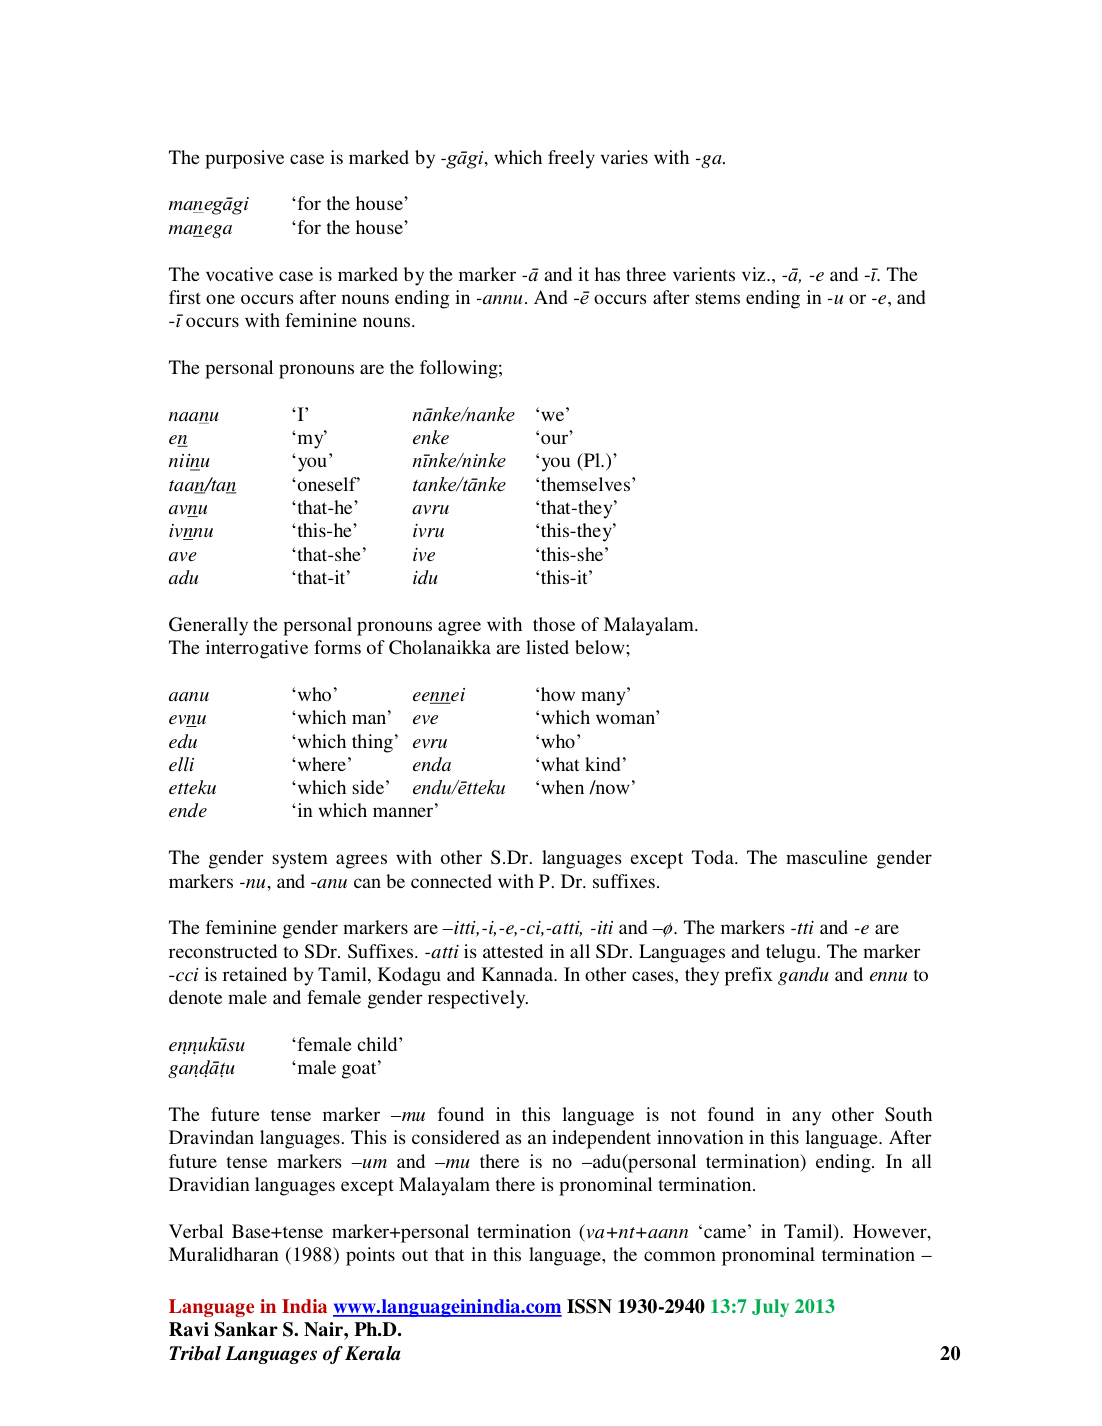 The purposive case is marked by -gāgi, which freely varies with -ga.
maṉegāgi ‘for the house’
maṉega ‘for the house’
The vocative case is marked by the marker -ā and it has three varients viz., -ā, -e and -ī. The
first one occurs after nouns ending in -annu. And -ē occurs after stems ending in -u or -e, and
-ī occurs with feminine nouns.
The personal pronouns are the following;
naaṉu ‘I’ nānke/nanke ‘we’
eṉ ‘my’ enke ‘our’
niiṉu ‘you’ nīnke/ninke ‘you (Pl.)’
taaṉ/taṉ ‘oneself’ tanke/tānke ‘themselves’
avṉu ‘that-he’ avru ‘that-they’
ivṉnu ‘this-he’ ivru ‘this-they’
ave ‘that-she’ ive ‘this-she’
adu ‘that-it’ idu ‘this-it’
Generally the personal pronouns agree with those of Malayalam.
The interrogative forms of Cholanaikka are listed below;
aanu ‘who’ eeṉṉei ‘how many’
evṉu ‘which man’ eve ‘which woman’
edu ‘which thing’ evru ‘who’
elli ‘where’ enda ‘what kind’
etteku ‘which side’ endu/ētteku ‘when /now’
ende ‘in which manner’
The gender system agrees with other S.Dr. languages except Toda. The masculine gender
markers -nu, and -anu can be connected with P. Dr. suffixes.
The feminine gender markers are –itti,-i,-e,-ci,-atti, -iti and –ø. The markers -tti and -e are
reconstructed to SDr. Suffixes. -atti is attested in all SDr. Languages and telugu. The marker
-cci is retained by Tamil, Kodagu and Kannada. In other cases, they prefix gandu and ennu to
denote male and female gender respectively.
eṇṇukūsu ‘female child’
gaṇḍāṭu ‘male goat’
The future tense marker –mu found in this language is not found in any other South
Dravindan languages. This is considered as an independent innovation in this language. After
future tense markers –um and –mu there is no –adu(personal termination) ending. In all
Dravidian languages except Malayalam there is pronominal termination.
Verbal Base+tense marker+personal termination (va+nt+aann ‘came’ in Tamil). However,
Muralidharan (1988) points out that in this language, the common pronominal termination –
Language in India www.languageinindia.com ISSN 1930-2940 13:7 July 2013
Ravi Sankar S. Nair, Ph.D.
Tribal Languages of Kerala 20